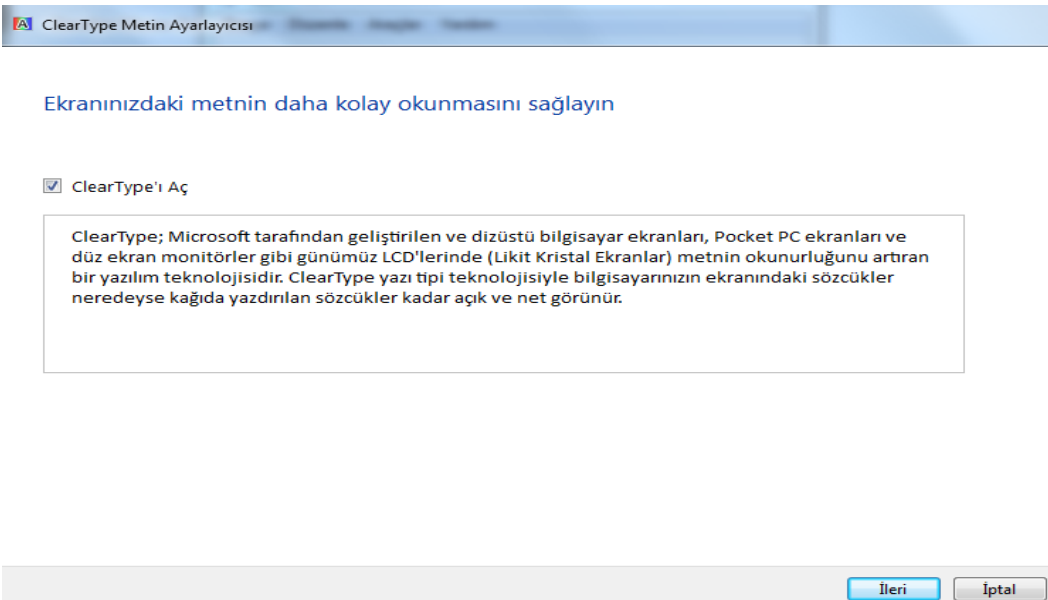 ClearType Metin Ayarlayıcısı
Ekranınızdaki metnin daha kolay okunmasını sağlayın
ClearType'ı Aç
ClearType; Microsoft tarafından geliştirilen ve dizüstü bilgisayar ekranları, Pocket PC ekranları ve
düz ekran monitörler gibi günümüz LCD'lerinde (Likit Kristal Ekranlar) metnin okunurluğunu artıran
bir yazılım teknolojisidir. ClearType yazı tipi teknolojisiyle bilgisayarınızın ekranındaki sözcükler
neredeyse kağıda yazdırılan sözcükler kadar açık ve net görünür.
İleri
İptal